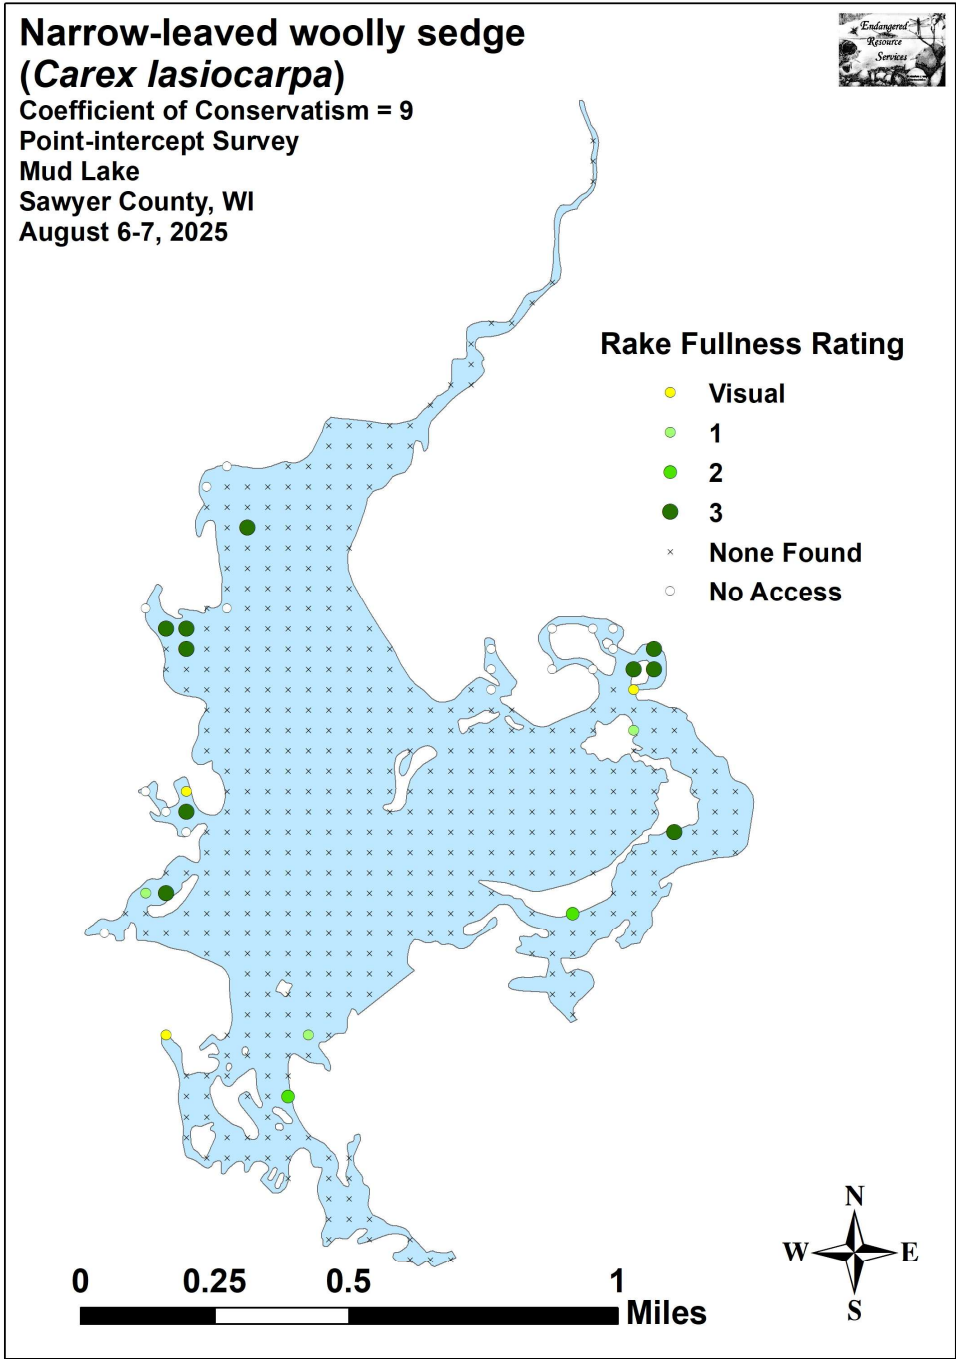 Narrow-leaved woolly sedge
(Carex lasiocarpa)
Coefficient of Conservatism = 9
Point-intercept Survey
Mud Lake
Sawyer County, WI
August 6-7, 2025
Endangered
Resource
Services
Rake Fullness Rating
Visual
1
2
3
None Found
No Access
N
W E
S
0 0.25 0.5 1
Miles